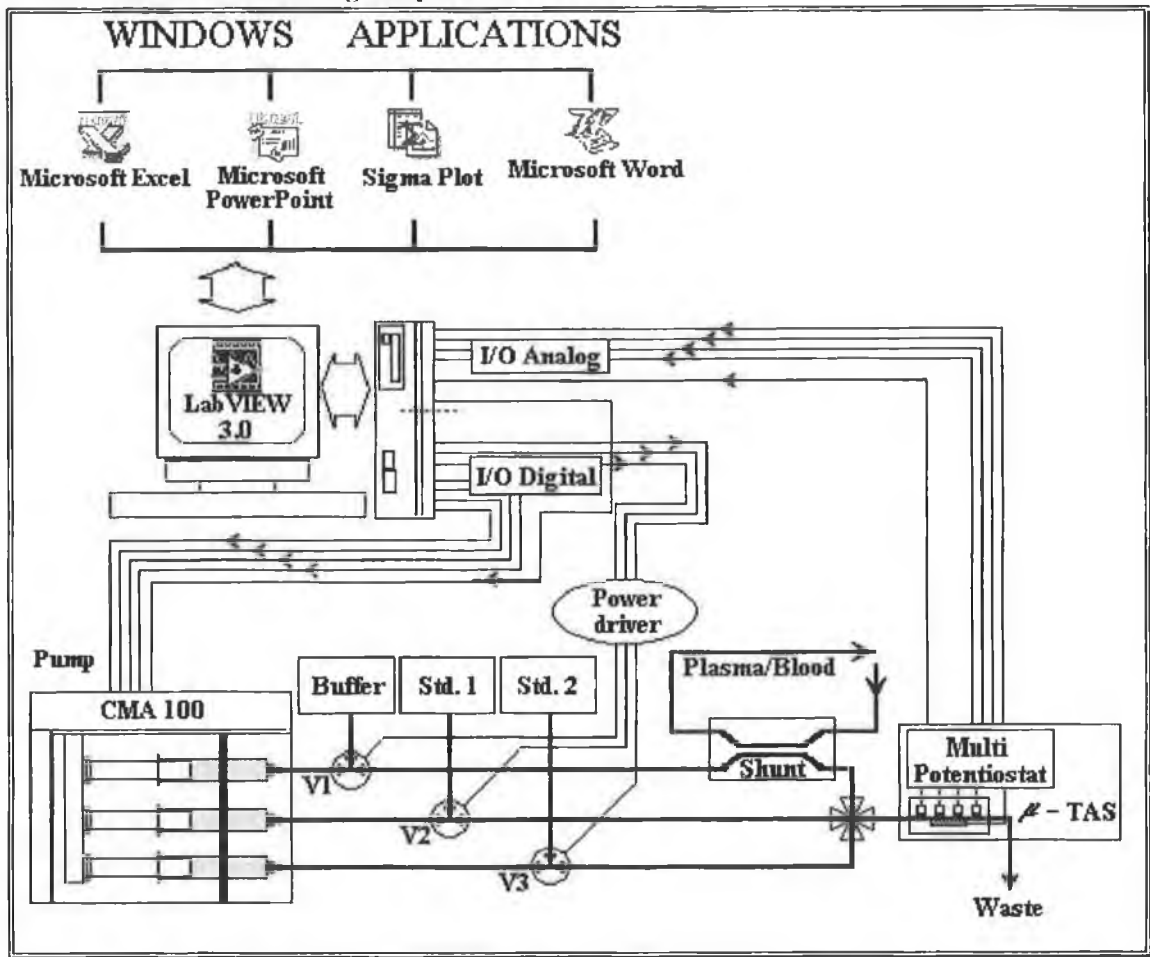 WINDOWS APPLICATIONS
Microsoft Excel
Microsoft
PowerPoint
Sigma Plot
Microsoft Word
LabVIEW
3.0
I/O Analog
I/O Digital
Power
driver
Pump
CMA 100
Buffer
Std. 1
Std. 2
Plasma/Blood
Shunt
V1
V2
V3
Multi
Potentiostat
μ - TAS
Waste